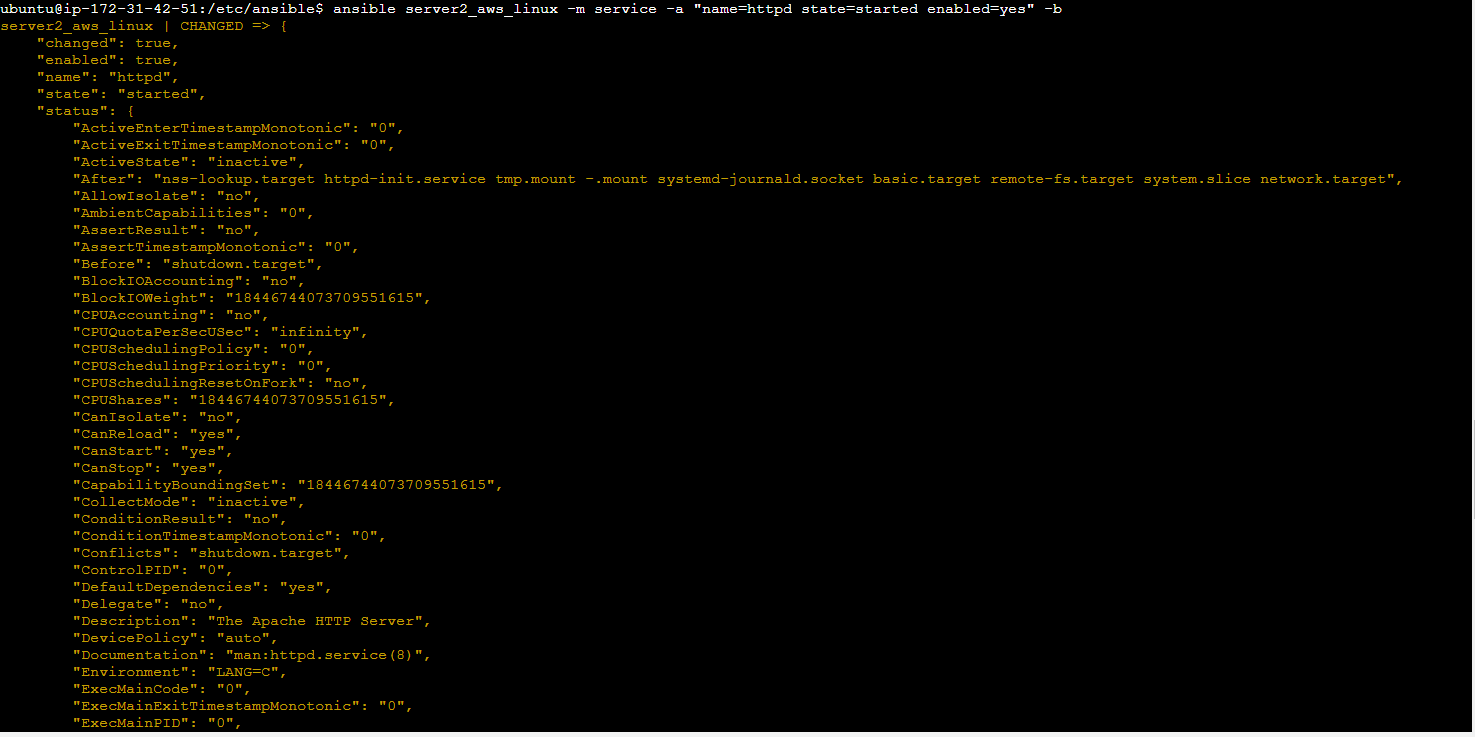 ubuntu@ip-172-31-42-51:/etc/ansible$ ansible server2_aws_linux -m service -a "name=httpd state=started enabled=yes" -b
server2_aws_linux | CHANGED => {
    "changed": true,
    "enabled": true,
    "name": "httpd",
    "state": "started",
    "status": {
        "ActiveEnterTimestampMonotonic": "0",
        "ActiveExitTimestampMonotonic": "0",
        "ActiveState": "inactive",
        "After": "nss-lookup.target httpd-init.service tmp.mount -.mount systemd-journald.socket basic.target remote-fs.target system.slice network.target",
        "AllowIsolate": "no",
        "AmbientCapabilities": "0",
        "AssertResult": "no",
        "AssertTimestampMonotonic": "0",
        "Before": "shutdown.target",
        "BlockIOAccounting": "no",
        "BlockIOWeight": "18446744073709551615",
        "CPUAccounting": "no",
        "CPUQuotaPerSecUSec": "infinity",
        "CPUSchedulingPolicy": "0",
        "CPUSchedulingPriority": "0",
        "CPUSchedulingResetOnFork": "no",
        "CPUShares": "18446744073709551615",
        "CanIsolate": "no",
        "CanReload": "yes",
        "CanStart": "yes",
        "CanStop": "yes",
        "CapabilityBoundingSet": "18446744073709551615",
        "CollectMode": "inactive",
        "ConditionResult": "no",
        "ConditionTimestampMonotonic": "0",
        "Conflicts": "shutdown.target",
        "ControlPID": "0",
        "DefaultDependencies": "yes",
        "Delegate": "no",
        "Description": "The Apache HTTP Server",
        "DevicePolicy": "auto",
        "Documentation": "man:httpd.service(8)",
        "Environment": "LANG=C",
        "ExecMainCode": "0",
        "ExecMainExitTimestampMonotonic": "0",
        "ExecMainPID": "0",